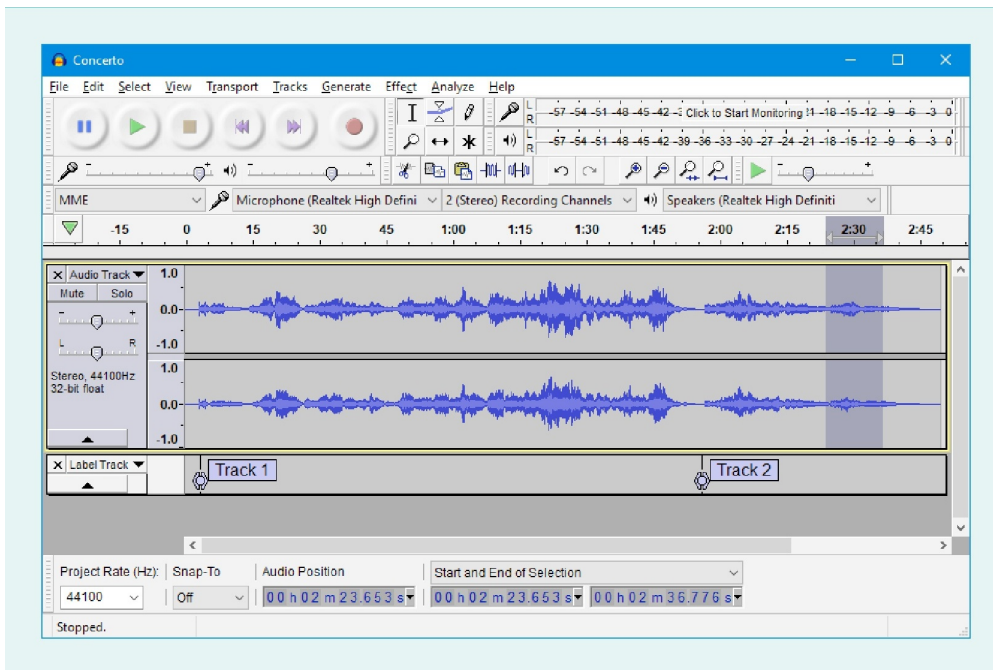 Concerto
File Edit Select View Transport Tracks Generate Effect Analyze Help
L R -57 -54 -51 -48 -45 -42 -3 Click to Start Monitoring !1 -18 -15 -12 -9 -6 -3 0
L R -57 -54 -51 -48 -45 -42 -39 -36 -33 -30 -27 -24 -21 -18 -15 -12 -9 -6 -3 0
- + - + - +
MME Microphone (Realtek High Defini 2 (Stereo) Recording Channels Speakers (Realtek High Definiti
-15 0 15 30 45 1:00 1:15 1:30 1:45 2:00 2:15 2:30 2:45
X Audio Track 1.0
Mute Solo
- + 0.0
L R -1.0
Stereo, 44100Hz 1.0
32-bit float
0.0
-1.0
X Label Track
Track 1 Track 2
Project Rate (Hz): Snap-To Audio Position Start and End of Selection
44100 Off 00 h 02 m 23.653 s 00 h 02 m 23.653 s 00 h 02 m 36.776 s
Stopped.